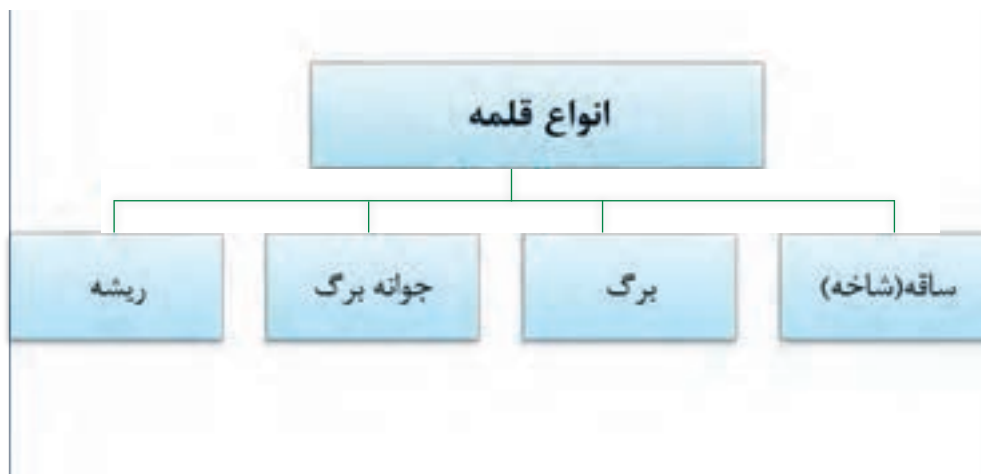 انواع قلمه
ساقه(شاخه)
برگ
جوانه برگ
ریشه